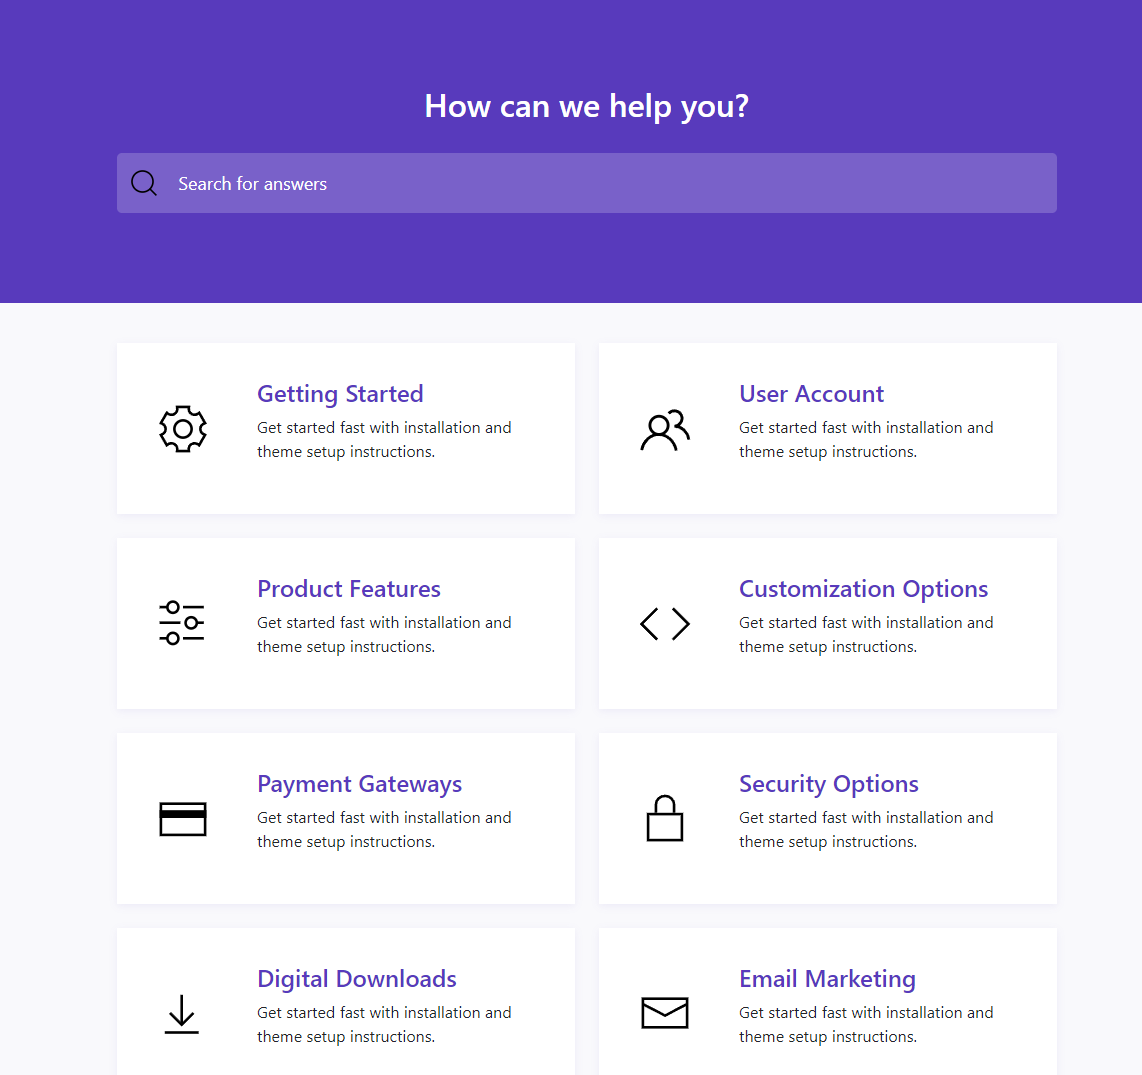 How can we help you?
Search for answers
Getting Started
Get started fast with installation and
theme setup instructions.
User Account
Get started fast with installation and
theme setup instructions.
Product Features
Get started fast with installation and
theme setup instructions.
Customization Options
Get started fast with installation and
theme setup instructions.
Payment Gateways
Get started fast with installation and
theme setup instructions.
Security Options
Get started fast with installation and
theme setup instructions.
Digital Downloads
Get started fast with installation and
theme setup instructions.
Email Marketing
Get started fast with installation and
theme setup instructions.